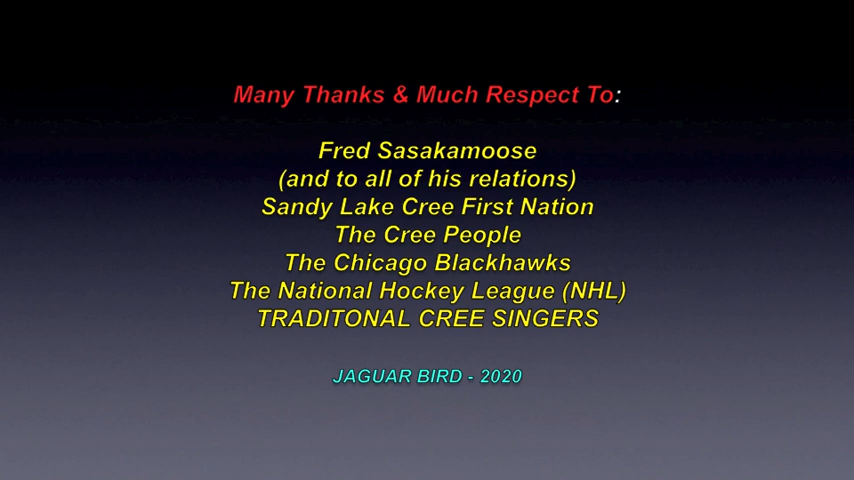 Many Thanks & Much Respect To:
Fred Sasakamoose
(and to all of his relations)
Sandy Lake Cree First Nation
The Cree People
The Chicago Blackhawks
The National Hockey League (NHL)
TRADITONAL CREE SINGERS
JAGUAR BIRD - 2020